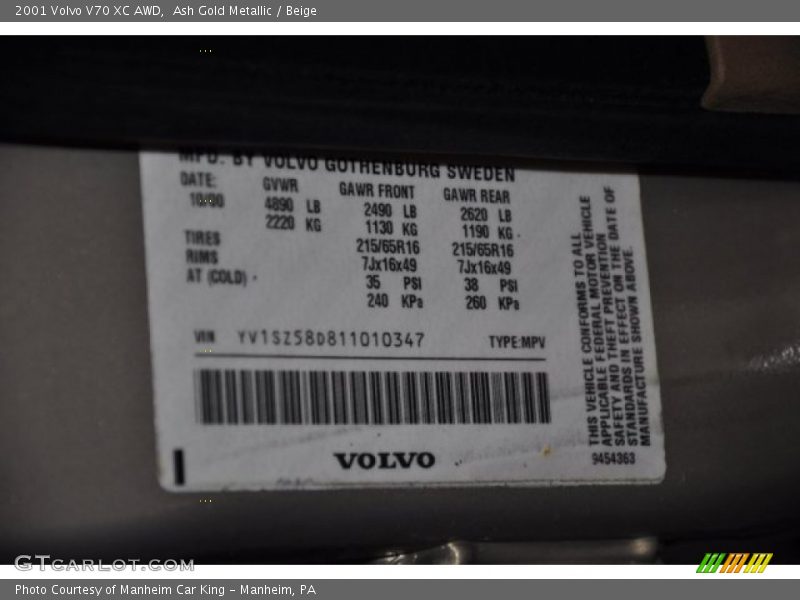 2001 Volvo V70 XC AWD,  Ash Gold Metallic / Beige
MFD. BY VOLVO GOTHENBURG SWEDEN
DATE: GVWR GAWR FRONT GAWR REAR
10/00 4890 LB 2490 LB 2620 LB
2220 KG 1130 KG 1190 KG
TIRES 215/65R16 215/65R16
RIMS 7Jx16x49 7Jx16x49
AT (COLD) 35 PSI 38 PSI
240 KPa 260 KPa
VIN YV1SZ58D811010347 TYPE:MPV
VOLVO
THIS VEHICLE CONFORMS TO ALL
APPLICABLE FEDERAL MOTOR VEHICLE
SAFETY AND THEFT PREVENTION
STANDARDS IN EFFECT ON THE DATE OF
MANUFACTURE SHOWN ABOVE.
9454363
GTcarlot.com
Photo Courtesy of Manheim Car King - Manheim, PA